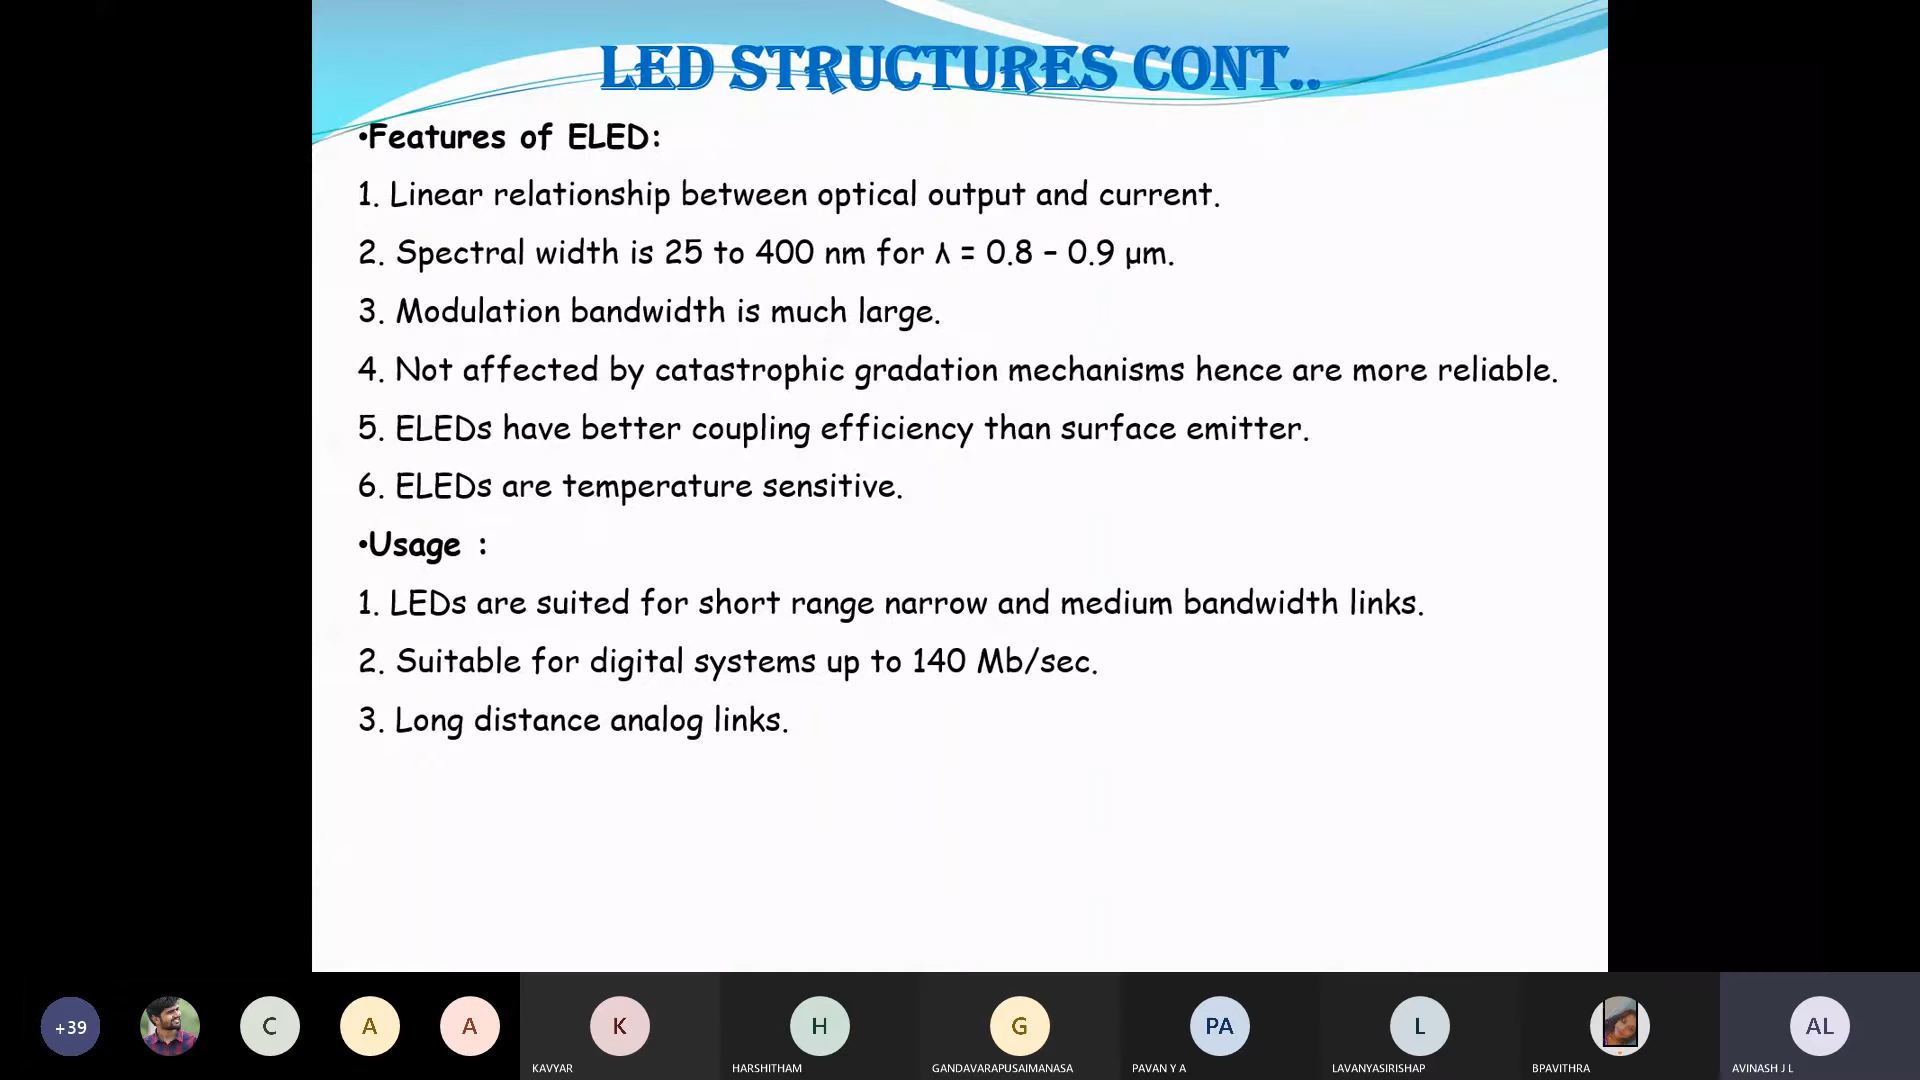 LED STRUCTURES CONT..
•Features of ELED:
1. Linear relationship between optical output and current.
2. Spectral width is 25 to 400 nm for λ = 0.8 – 0.9 µm.
3. Modulation bandwidth is much large.
4. Not affected by catastrophic gradation mechanisms hence are more reliable.
5. ELEDs have better coupling efficiency than surface emitter.
6. ELEDs are temperature sensitive.
•Usage :
1. LEDs are suited for short range narrow and medium bandwidth links.
2. Suitable for digital systems up to 140 Mb/sec.
3. Long distance analog links.
+39 C A A K H G PA L AL
KAVYAR HARSHITHAM GANDAVARAPUSAIMANASA PAVAN Y A LAVANYASIRISHAP BPAVITHRA AVINASH J L